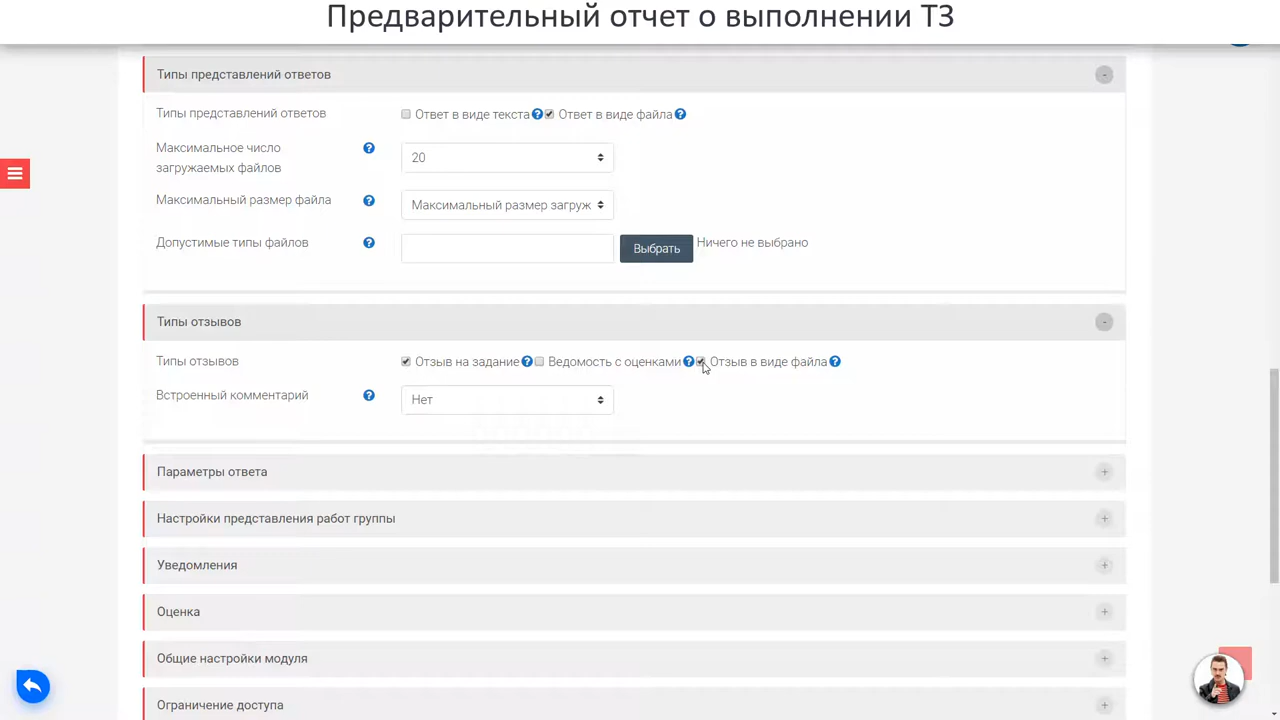 Предварительный отчет о выполнении ТЗ
Типы представлений ответов
Типы представлений ответов
Ответ в виде текста Ответ в виде файла
Максимальное число
загружаемых файлов
20
Максимальный размер файла
Максимальный размер загруж
Допустимые типы файлов
Выбрать
Ничего не выбрано
Типы отзывов
Типы отзывов
Отзыв на задание Ведомость с оценками Отзыв в виде файла
Встроенный комментарий
Нет
Параметры ответа
Настройки представления работ группы
Уведомления
Оценка
Общие настройки модуля
Ограничение доступа